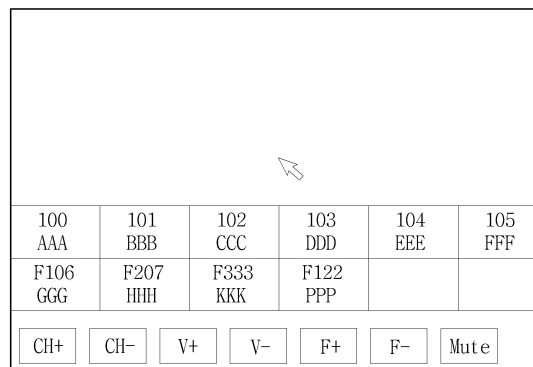 100 101 102 103 104 105
AAA BBB CCC DDD EEE FFF
F106 F207 F333 F122
GGG HHH KKK PPP
CH+ CH- V+ V- F+ F- Mute